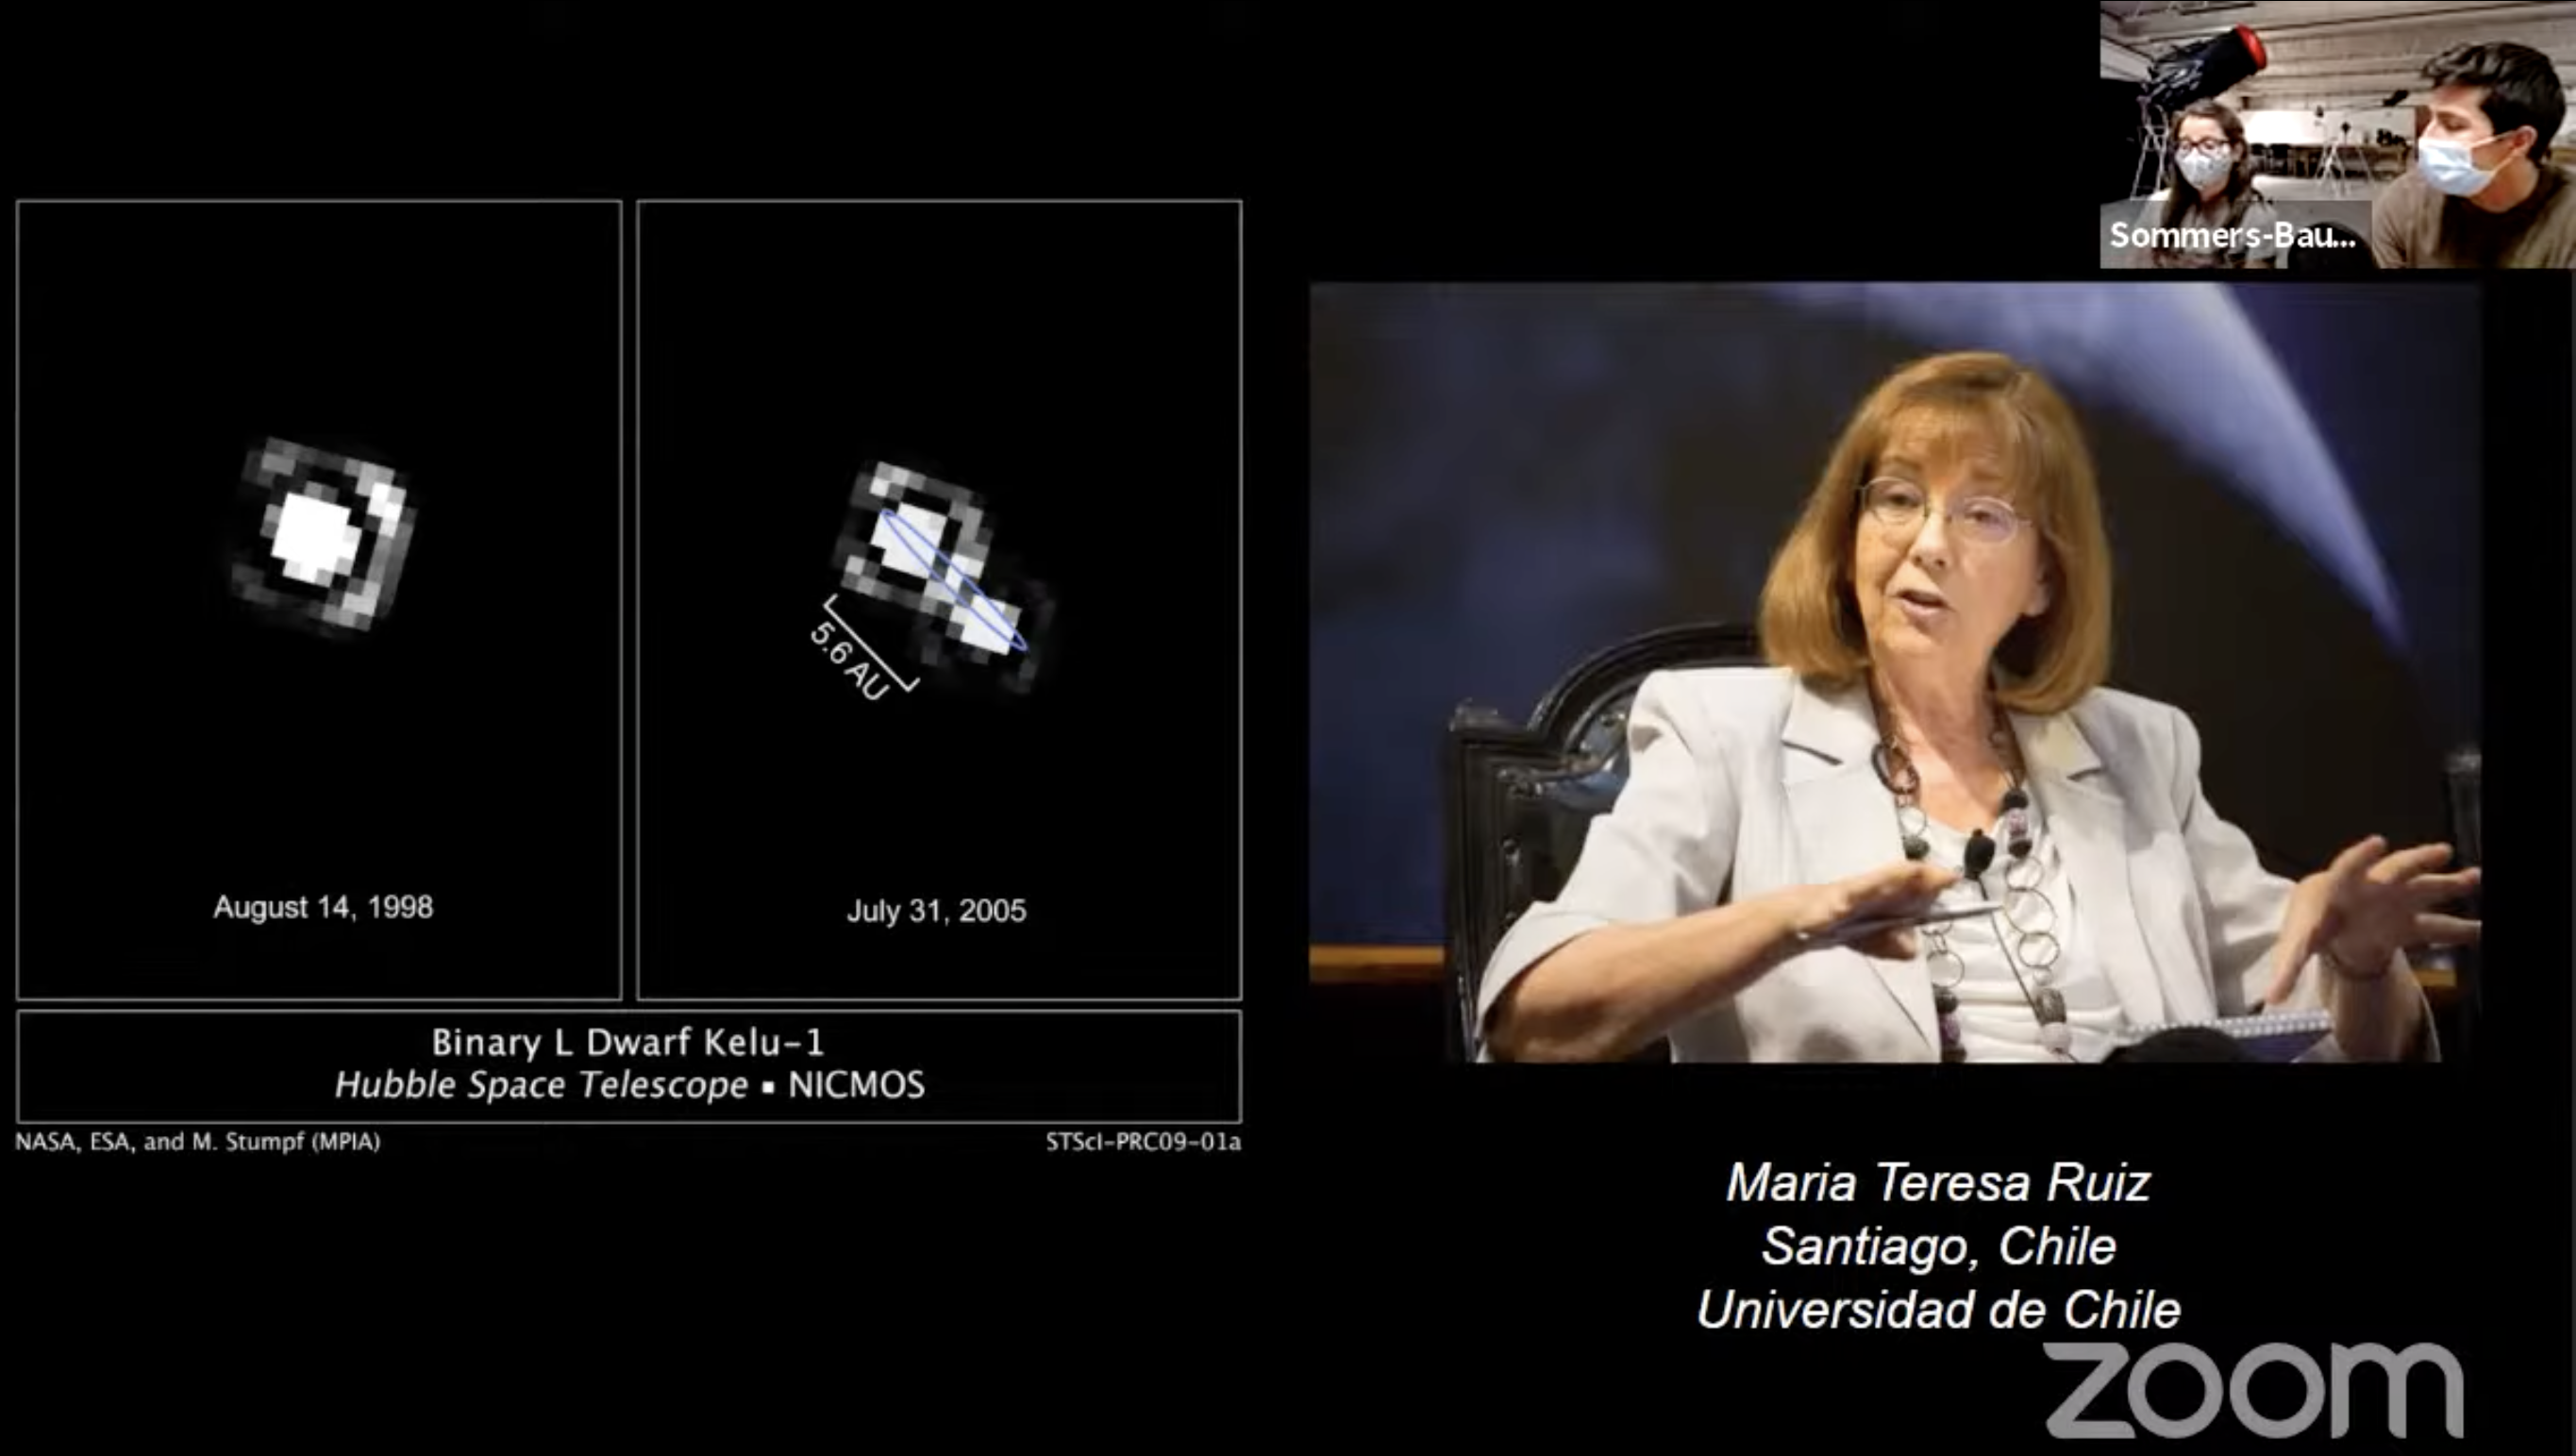 Sommers-Bau...
5.6 AU
August 14, 1998
July 31, 2005
Binary L Dwarf Kelu-1
Hubble Space Telescope ▪ NICMOS
NASA, ESA, and M. Stumpf (MPIA)
STScI-PRC09-01a
Maria Teresa Ruiz
Santiago, Chile
Universidad de Chile
zoom